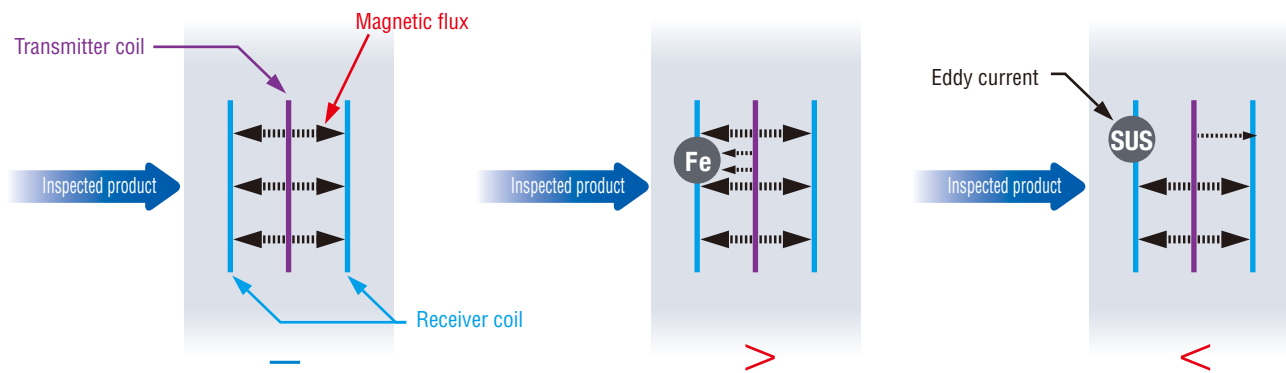 Magnetic flux
Transmitter coil
Inspected product
Receiver coil
—
Inspected product
Fe
>
Eddy current
SUS
Inspected product
<